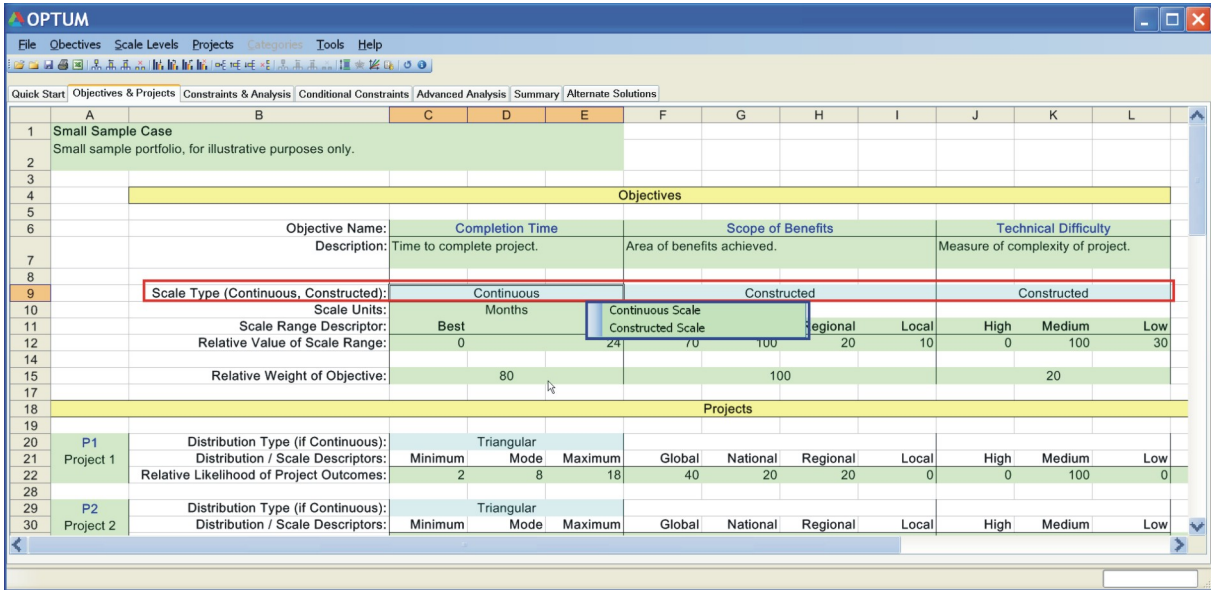 OPTUM
File Obectives Scale Levels Projects Categories Tools Help
Quick Start Objectives & Projects Constraints & Analysis Conditional Constraints Advanced Analysis Summary Alternate Solutions
A B C D E F G H I J K L
1 Small Sample Case
2 Small sample portfolio, for illustrative purposes only.
3
4 Objectives
5
6 Objective Name: Completion Time Scope of Benefits Technical Difficulty
7 Description: Time to complete project. Area of benefits achieved. Measure of complexity of project.
8
9 Scale Type (Continuous, Constructed): Continuous Constructed Constructed
10 Scale Units: Months Continuous Scale
11 Scale Range Descriptor: Best Constructed Scale Regional Local High Medium Low
12 Relative Value of Scale Range: 0 24 70 100 20 10 0 100 30
14
15 Relative Weight of Objective: 80 100 20
17
18 Projects
19
20 P1 Distribution Type (if Continuous): Triangular
21 Project 1 Distribution / Scale Descriptors: Minimum Mode Maximum Global National Regional Local High Medium Low
22 Relative Likelihood of Project Outcomes: 2 8 18 40 20 20 0 0 100 0
28
29 P2 Distribution Type (if Continuous): Triangular
30 Project 2 Distribution / Scale Descriptors: Minimum Mode Maximum Global National Regional Local High Medium Low